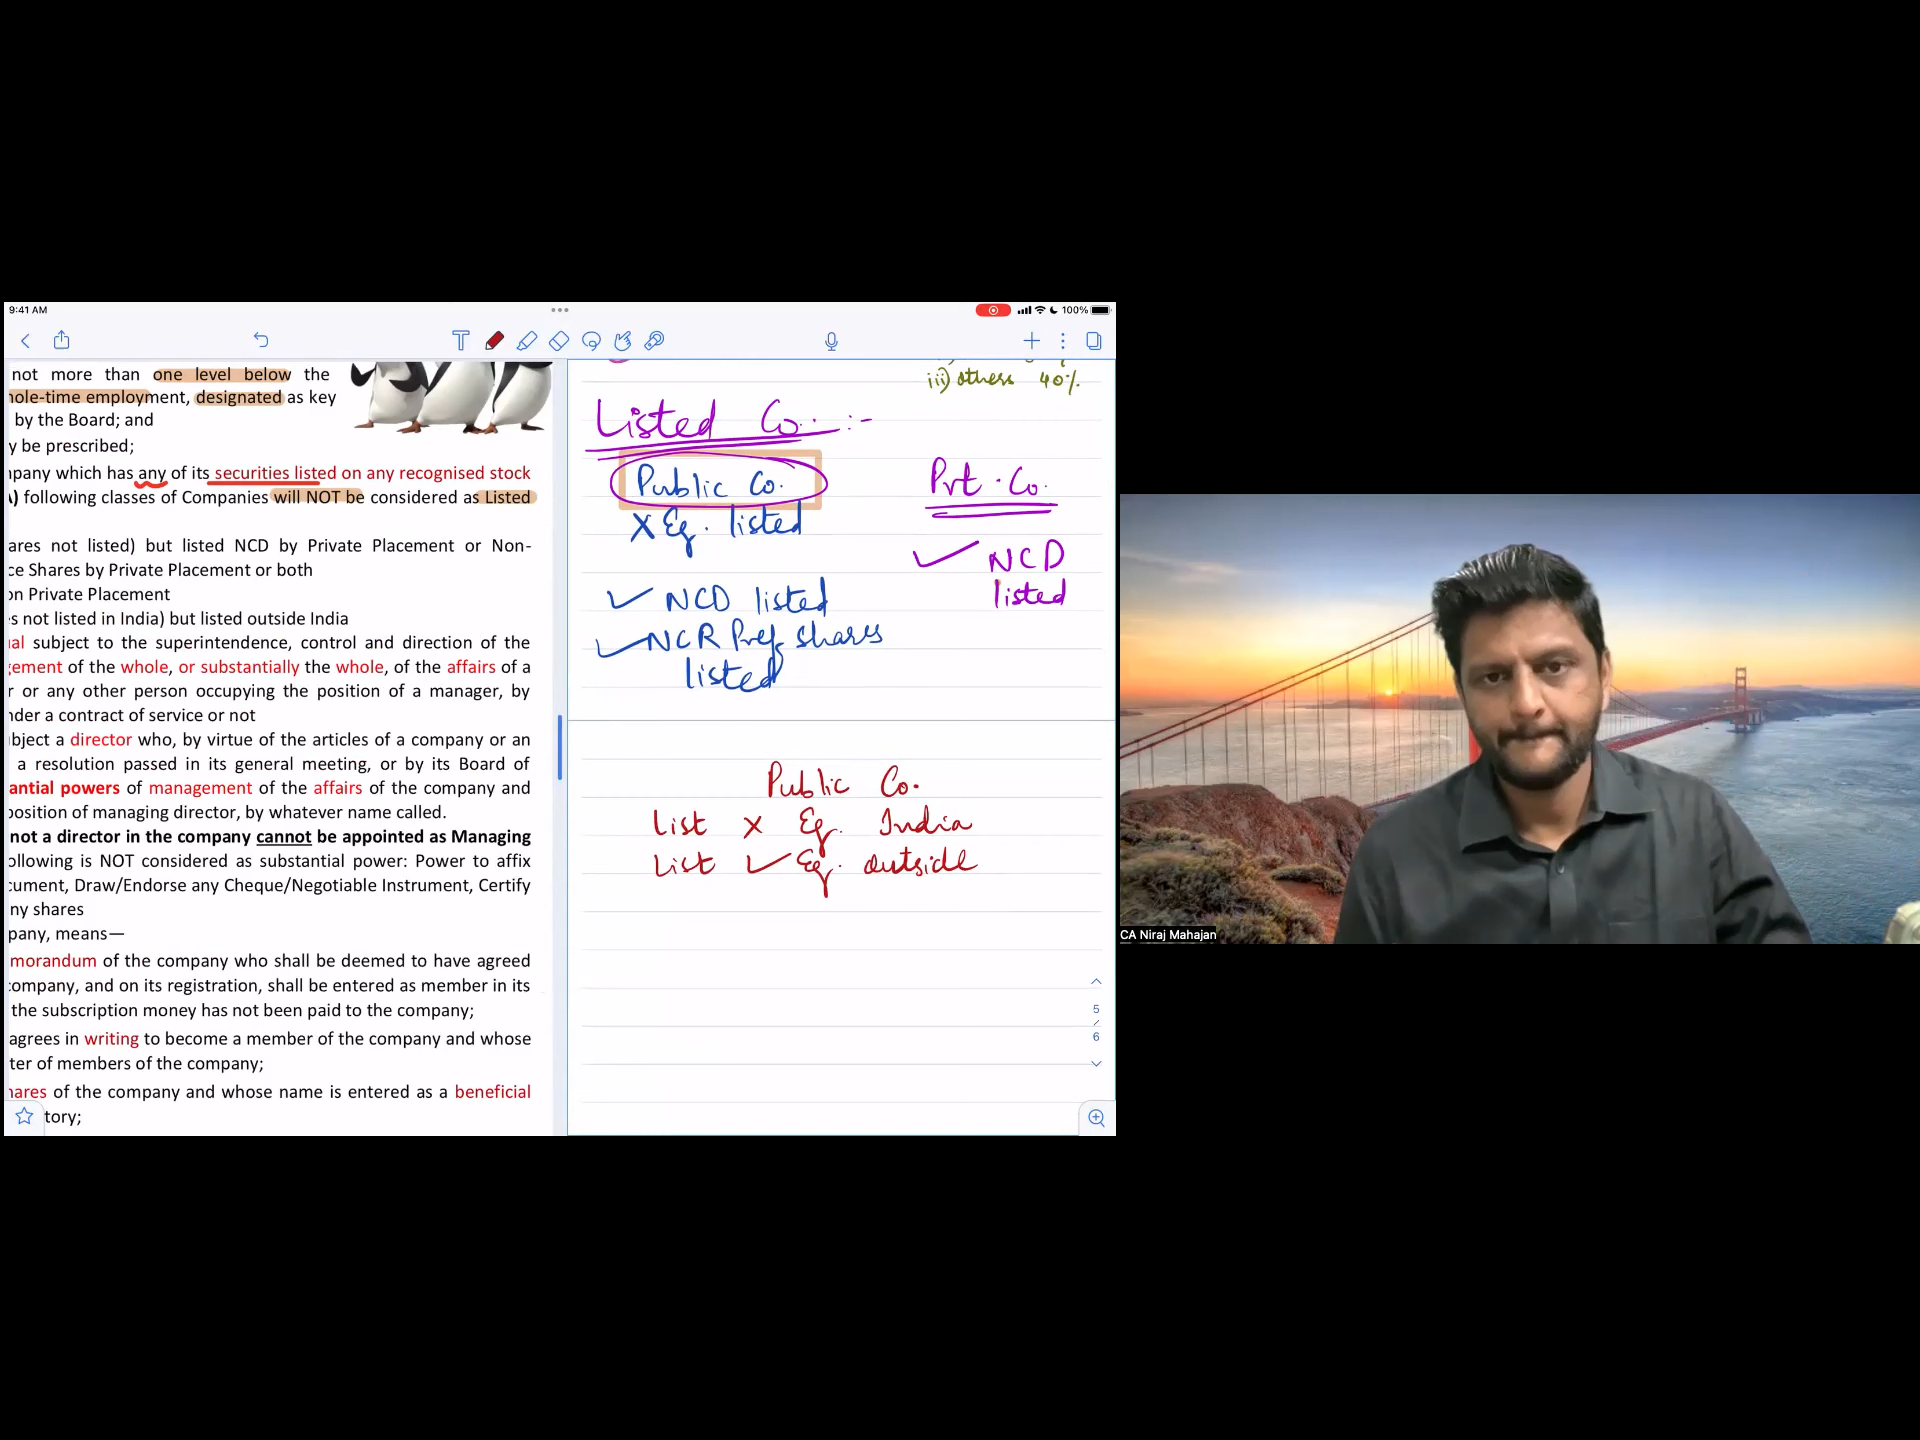 9:41 AM
100%
not more than one level below the
hole-time employment, designated as key
by the Board; and
y be prescribed;
mpany which has any of its securities listed on any recognised stock
A) following classes of Companies will NOT be considered as Listed
ares not listed) but listed NCD by Private Placement or Non-
ce Shares by Private Placement or both
on Private Placement
s not listed in India) but listed outside India
ual subject to the superintendence, control and direction of the
gement of the whole, or substantially the whole, of the affairs of a
r or any other person occupying the position of a manager, by
nder a contract of service or not
bject a director who, by virtue of the articles of a company or an
a resolution passed in its general meeting, or by its Board of
antial powers of management of the affairs of the company and
position of managing director, by whatever name called.
not a director in the company cannot be appointed as Managing
ollowing is NOT considered as substantial power: Power to affix
cument, Draw/Endorse any Cheque/Negotiable Instrument, Certify
ny shares
pany, means—
morandum of the company who shall be deemed to have agreed
company, and on its registration, shall be entered as member in its
the subscription money has not been paid to the company;
agrees in writing to become a member of the company and whose
ter of members of the company;
hares of the company and whose name is entered as a beneficial
tory;
iii) others 40%
Listed Co. :-
Public Co.
X Eq. listed
✓ NCD listed
✓ NCR Pref shares
listed
Pvt. Co.
✓ NCD
listed
Public Co.
List X Eq. India
List ✓ Eq. outside
5
/
6
CA Niraj Mahajan